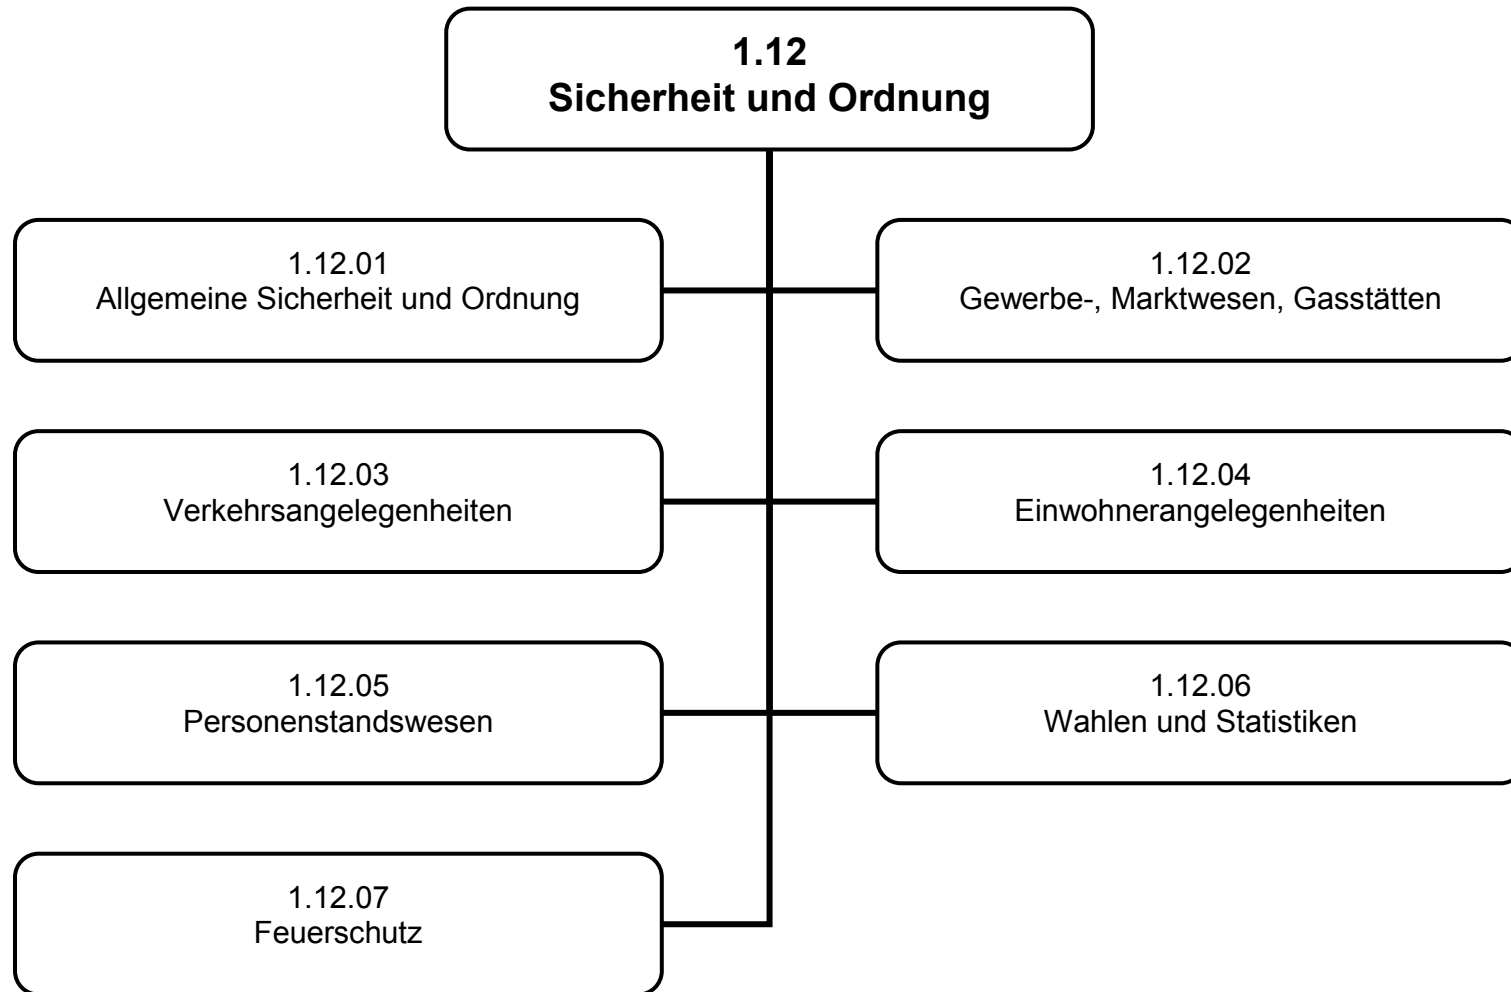 1.12
Sicherheit und Ordnung
1.12.01
Allgemeine Sicherheit und Ordnung
1.12.02
Gewerbe-, Marktwesen, Gasstätten
1.12.03
Verkehrsangelegenheiten
1.12.04
Einwohnerangelegenheiten
1.12.05
Personenstandswesen
1.12.06
Wahlen und Statistiken
1.12.07
Feuerschutz